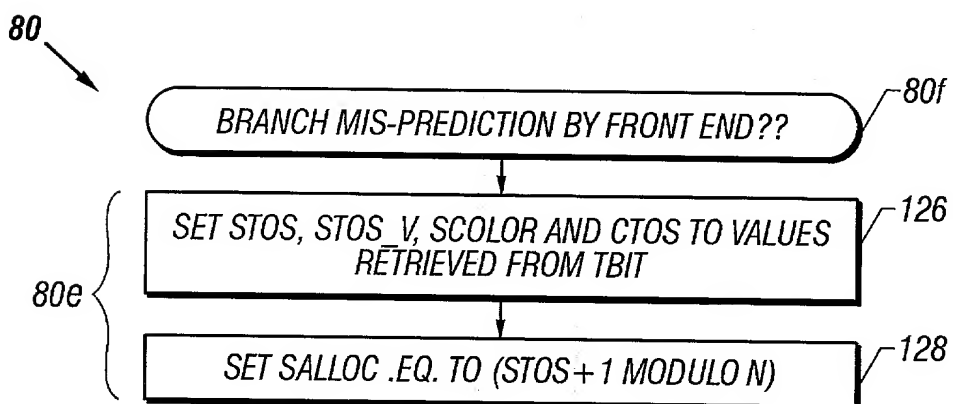 80
BRANCH MIS-PREDICTION BY FRONT END??
80f
SET STOS, STOS_V, SCOLOR AND CTOS TO VALUES
RETRIEVED FROM TBIT
126
80e
SET SALLOC .EQ. TO (STOS+1 MODULO N)
128